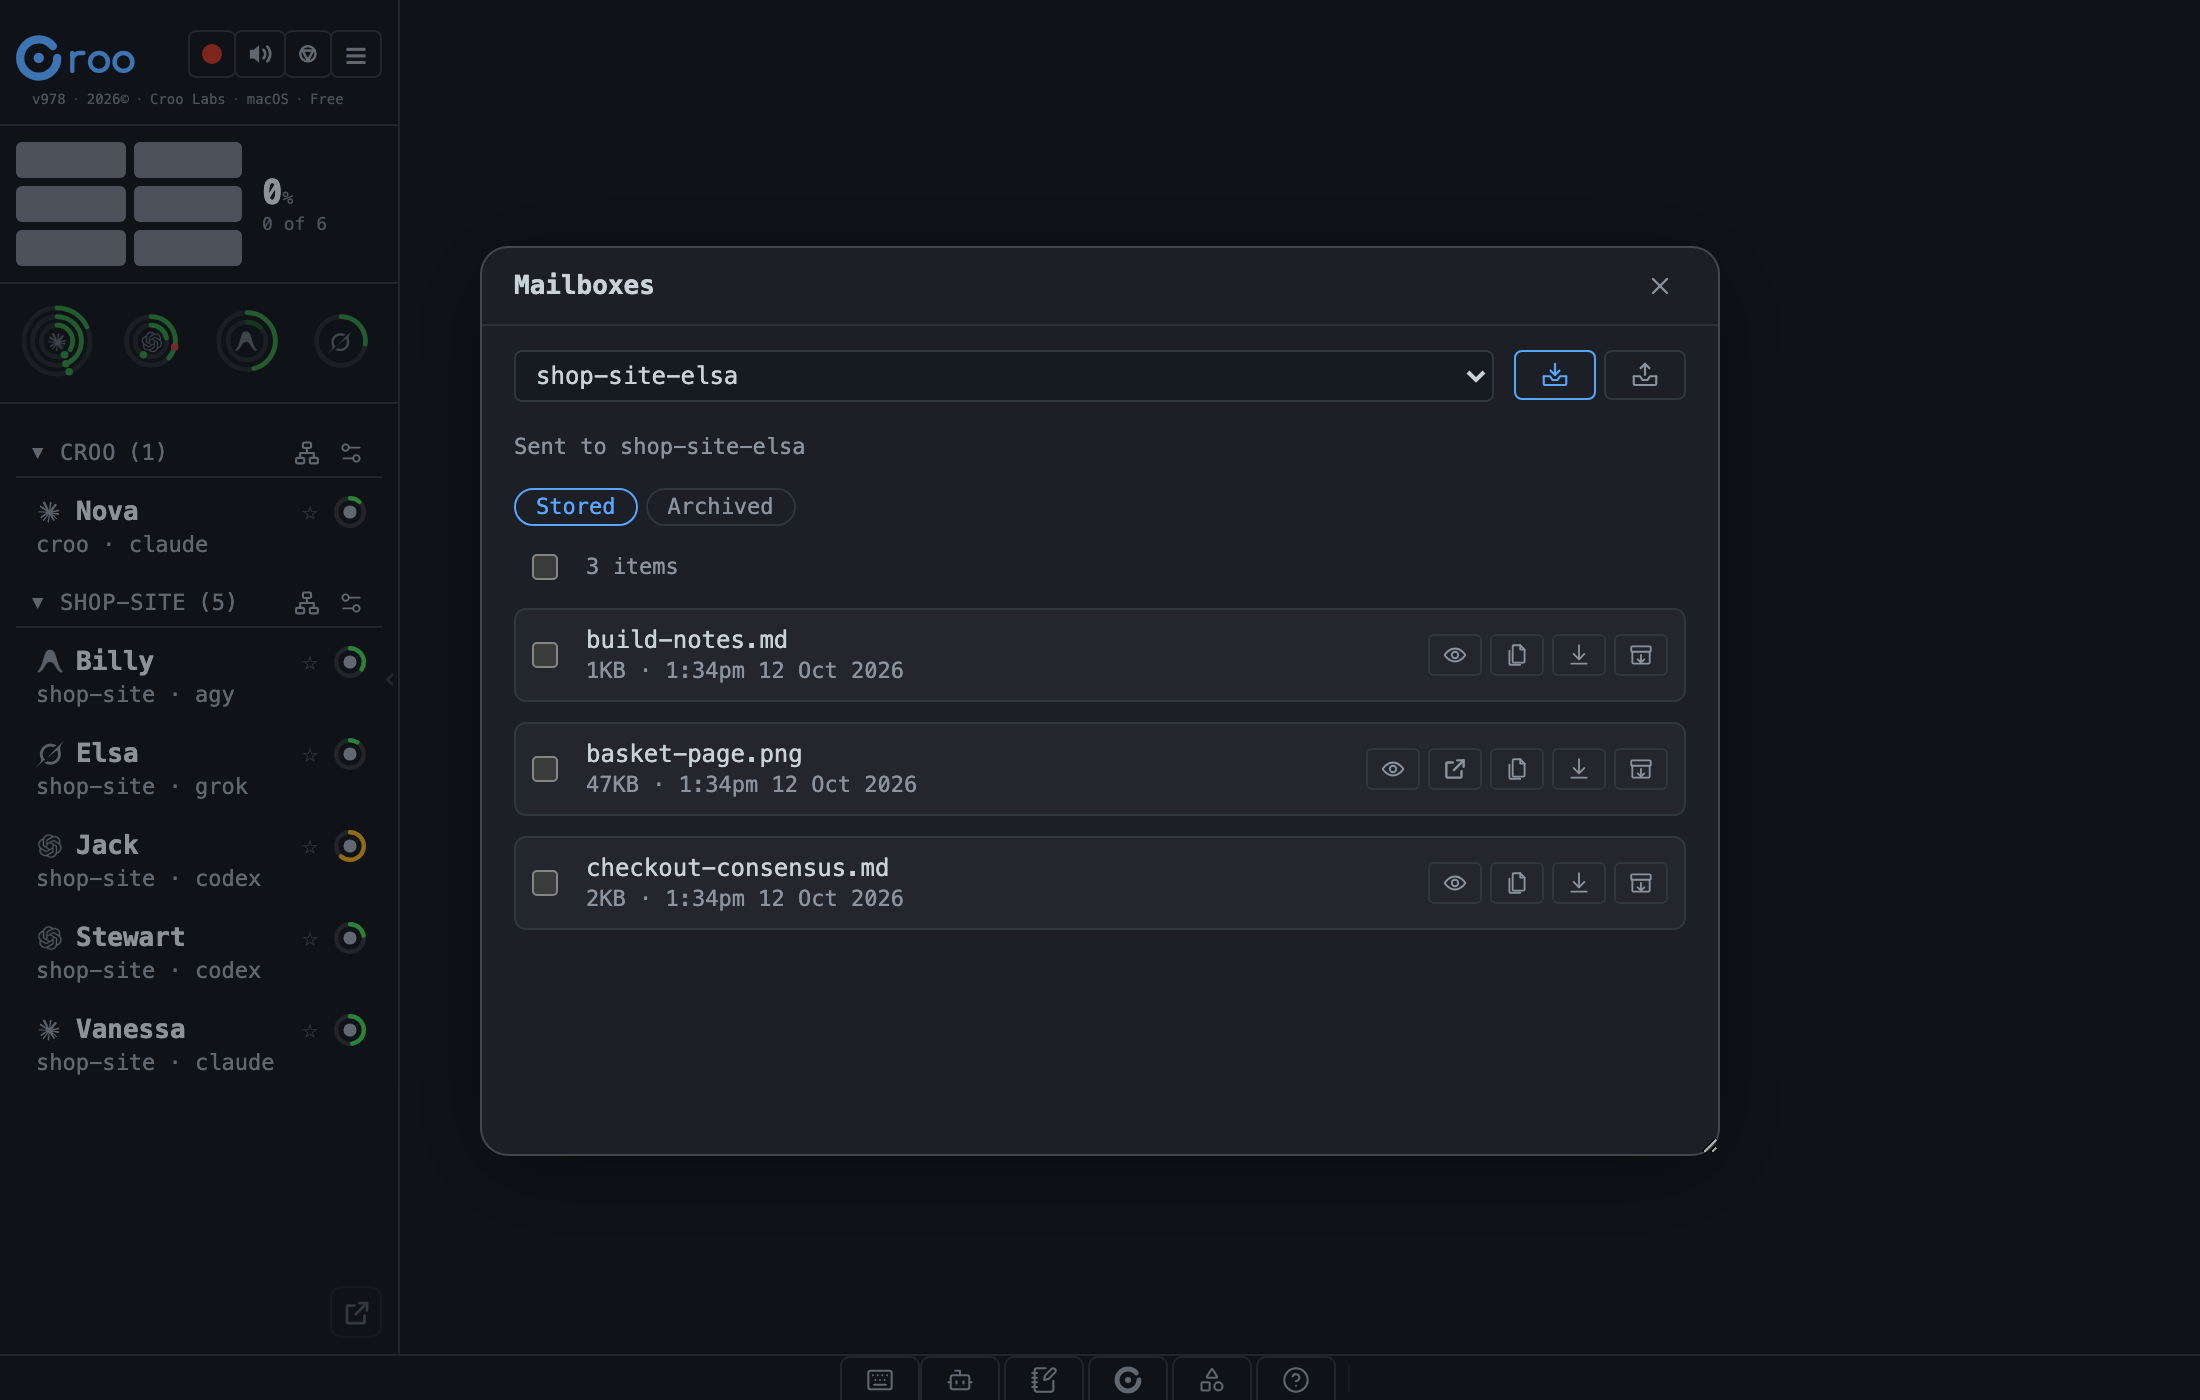 Croo
v978 · 2026© · Croo Labs · macOS · Free
0%
0 of 6
▼ CROO (1)
Nova
croo · claude
▼ SHOP-SITE (5)
Billy
shop-site · agy
Elsa
shop-site · grok
Jack
shop-site · codex
Stewart
shop-site · codex
Vanessa
shop-site · claude
Mailboxes
shop-site-elsa
Sent to shop-site-elsa
Stored
Archived
3 items
build-notes.md
1KB · 1:34pm 12 Oct 2026
basket-page.png
47KB · 1:34pm 12 Oct 2026
checkout-consensus.md
2KB · 1:34pm 12 Oct 2026